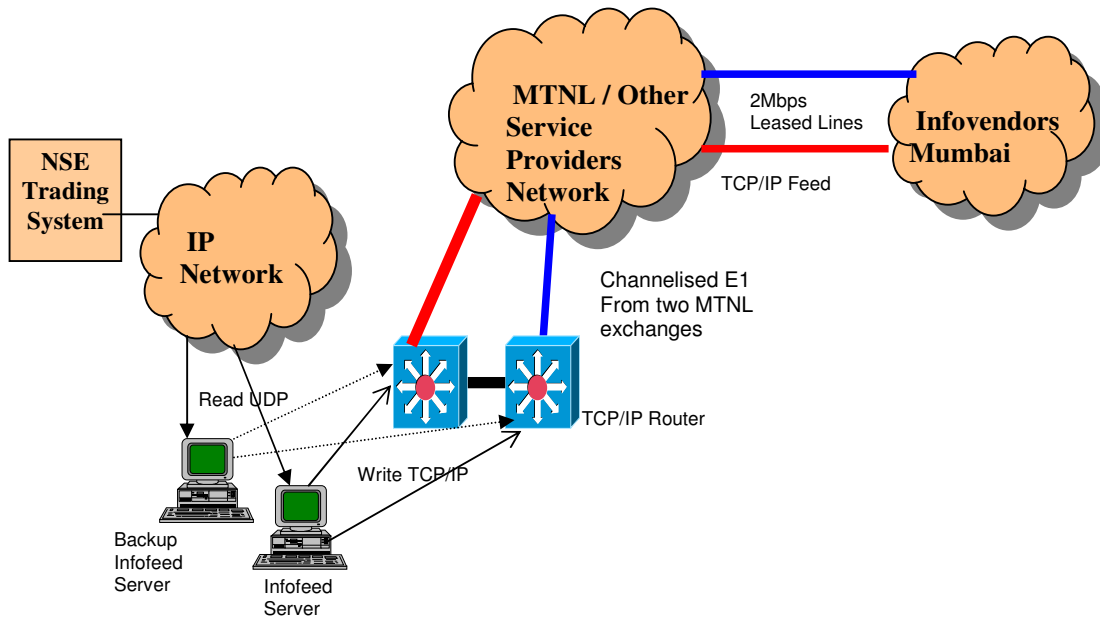 NSE
Trading
System
IP
Network
MTNL / Other
Service
Providers
Network
2Mbps
Leased Lines
TCP/IP Feed
Infovendors
Mumbai
Channelised E1
From two MTNL
exchanges
Read UDP
TCP/IP Router
Write TCP/IP
Backup
Infofeed
Server
Infofeed
Server